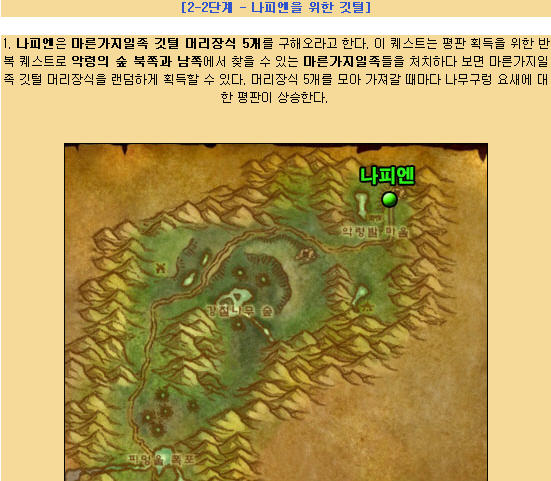 [2-2단계 - 나피엔을 위한 깃털]
1. 나피엔은 마른가지일족 깃털 머리장식 5개를 구해오라고 한다. 이 퀘스트는 평판 획득을 위한 반
복 퀘스트로 악령의 숲 북쪽과 남쪽에서 찾을 수 있는 마른가지일족들을 처치하다 보면 마른가지일
족 깃털 머리장식을 랜덤하게 획득할 수 있다. 머리장식 5개를 모아 가져갈 때마다 나무구렁 요새에 대
한 평판이 상승한다.
나피엔
악령발 마을
강철나무 숲
피멍울 폭포